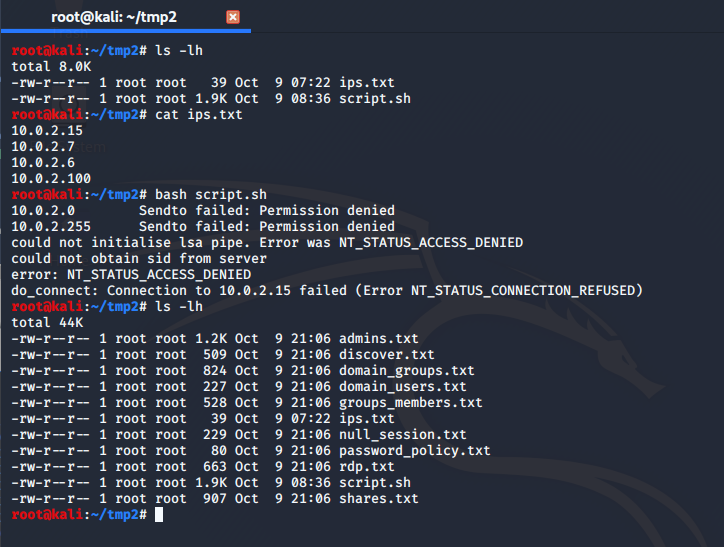 root@kali: ~/tmp2
root@kali:~/tmp2# ls -lh
total 8.0K
-rw-r--r-- 1 root root   39 Oct  9 07:22 ips.txt
-rw-r--r-- 1 root root 1.9K Oct  9 08:36 script.sh
root@kali:~/tmp2# cat ips.txt
10.0.2.15
10.0.2.7
10.0.2.6
10.0.2.100
root@kali:~/tmp2# bash script.sh
10.0.2.0        Sendto failed: Permission denied
10.0.2.255      Sendto failed: Permission denied
could not initialise lsa pipe. Error was NT_STATUS_ACCESS_DENIED
could not obtain sid from server
error: NT_STATUS_ACCESS_DENIED
do_connect: Connection to 10.0.2.15 failed (Error NT_STATUS_CONNECTION_REFUSED)
root@kali:~/tmp2# ls -lh
total 44K
-rw-r--r-- 1 root root 1.2K Oct  9 21:06 admins.txt
-rw-r--r-- 1 root root  509 Oct  9 21:06 discover.txt
-rw-r--r-- 1 root root  824 Oct  9 21:06 domain_groups.txt
-rw-r--r-- 1 root root  227 Oct  9 21:06 domain_users.txt
-rw-r--r-- 1 root root  528 Oct  9 21:06 groups_members.txt
-rw-r--r-- 1 root root   39 Oct  9 07:22 ips.txt
-rw-r--r-- 1 root root  229 Oct  9 21:06 null_session.txt
-rw-r--r-- 1 root root   80 Oct  9 21:06 password_policy.txt
-rw-r--r-- 1 root root  663 Oct  9 21:06 rdp.txt
-rw-r--r-- 1 root root 1.9K Oct  9 08:36 script.sh
-rw-r--r-- 1 root root  907 Oct  9 21:06 shares.txt
root@kali:~/tmp2#